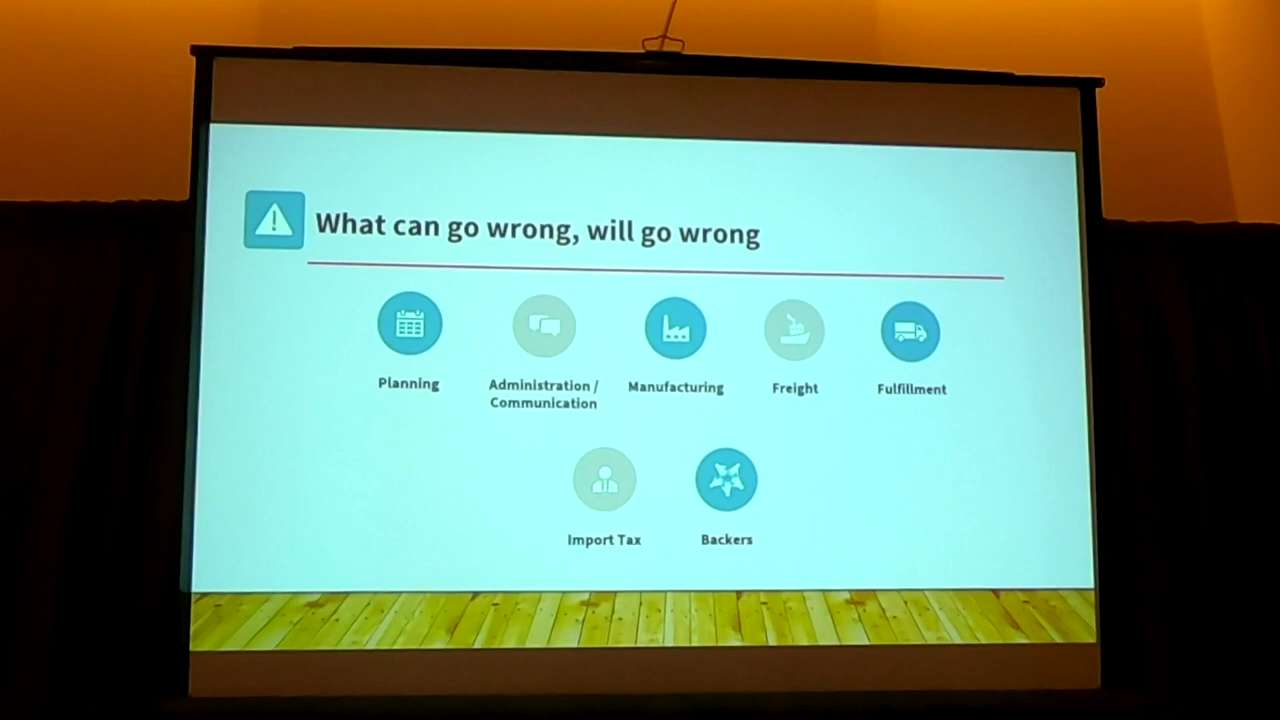 What can go wrong, will go wrong
Planning
Administration /
Communication
Manufacturing
Freight
Fulfillment
Import Tax
Backers